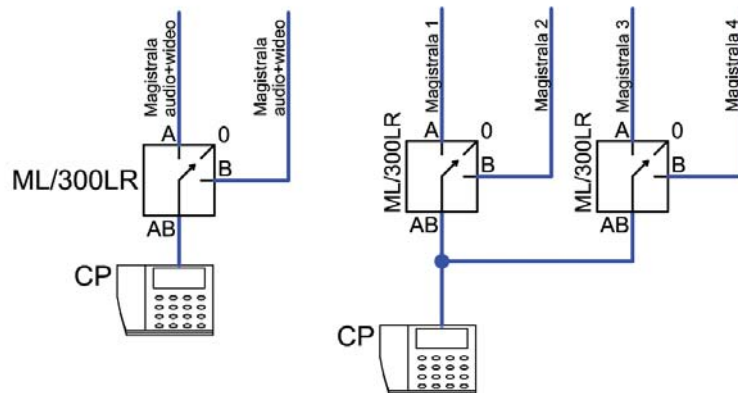 Magistrala
audio+wideo
Magistrala
audio+wideo
A
0
B
ML/300LR
AB
CP
Magistrala 1
Magistrala 2
Magistrala 3
Magistrala 4
ML/300LR
A
0
B
AB
ML/300LR
A
0
B
AB
CP